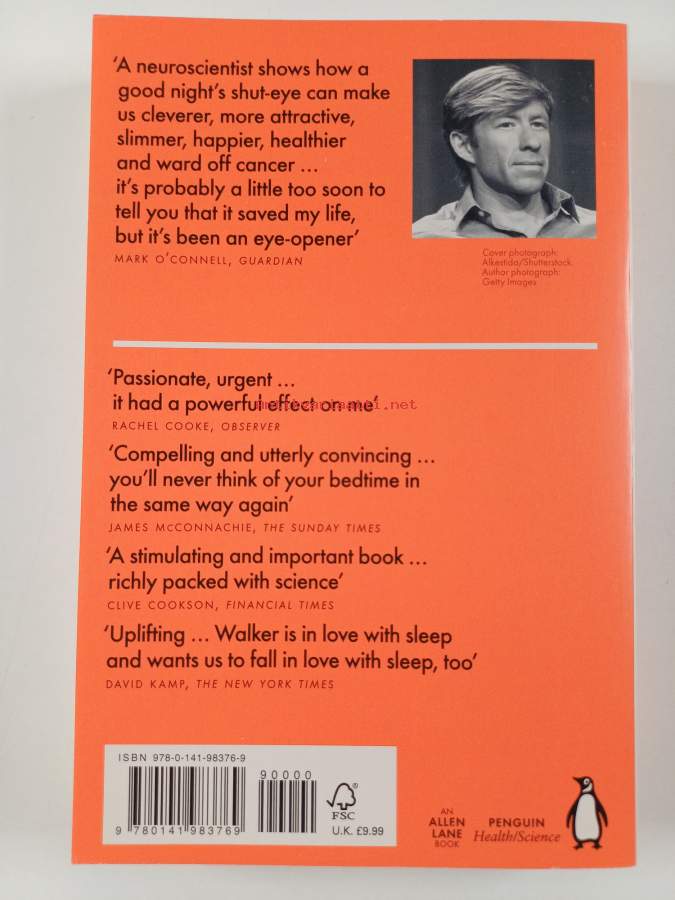 ‘A neuroscientist shows how a
good night’s shut-eye can make
us cleverer, more attractive,
slimmer, happier, healthier
and ward off cancer …
it’s probably a little too soon to
tell you that it saved my life,
but it’s been an eye-opener’
MARK O’CONNELL, GUARDIAN
Cover photograph:
Alkestida/Shutterstock
Author photograph:
Getty Images
‘Passionate, urgent …
it had a powerful effect on me’
RACHEL COOKE, OBSERVER
‘Compelling and utterly convincing …
you’ll never think of your bedtime in
the same way again’
JAMES McCONNACHIE, THE SUNDAY TIMES
‘A stimulating and important book …
richly packed with science’
CLIVE COOKSON, FINANCIAL TIMES
‘Uplifting … Walker is in love with sleep
and wants us to fall in love with sleep, too’
DAVID KAMP, THE NEW YORK TIMES
ISBN 978-0-141-98376-9
90000
9 780141 983769
FSC
U.K. £9.99
AN
ALLEN
LANE
BOOK
PENGUIN
Health/Science